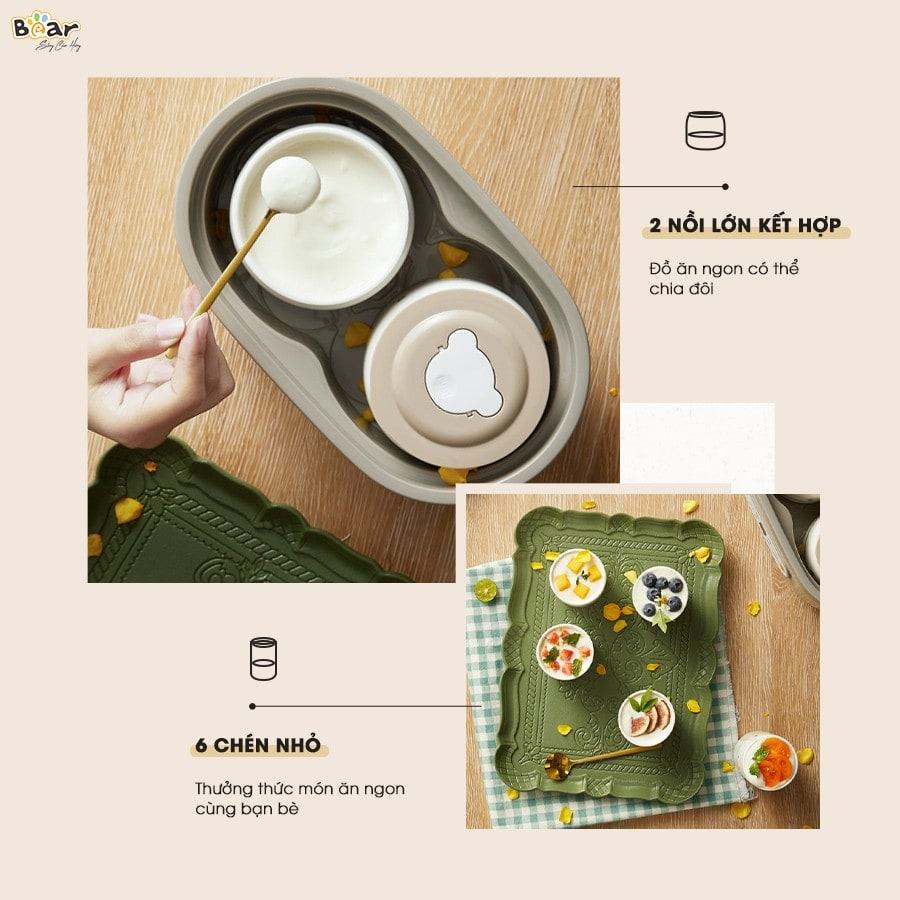 Bear
2 NỒI LỚN KẾT HỢP
Đồ ăn ngon có thể
chia đôi
6 CHÉN NHỎ
Thưởng thức món ăn ngon
cùng bạn bè